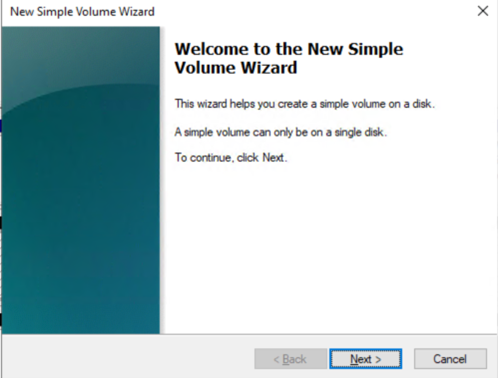 New Simple Volume Wizard
Welcome to the New Simple
Volume Wizard
This wizard helps you create a simple volume on a disk.
A simple volume can only be on a single disk.
To continue, click Next.
< Back
Next >
Cancel